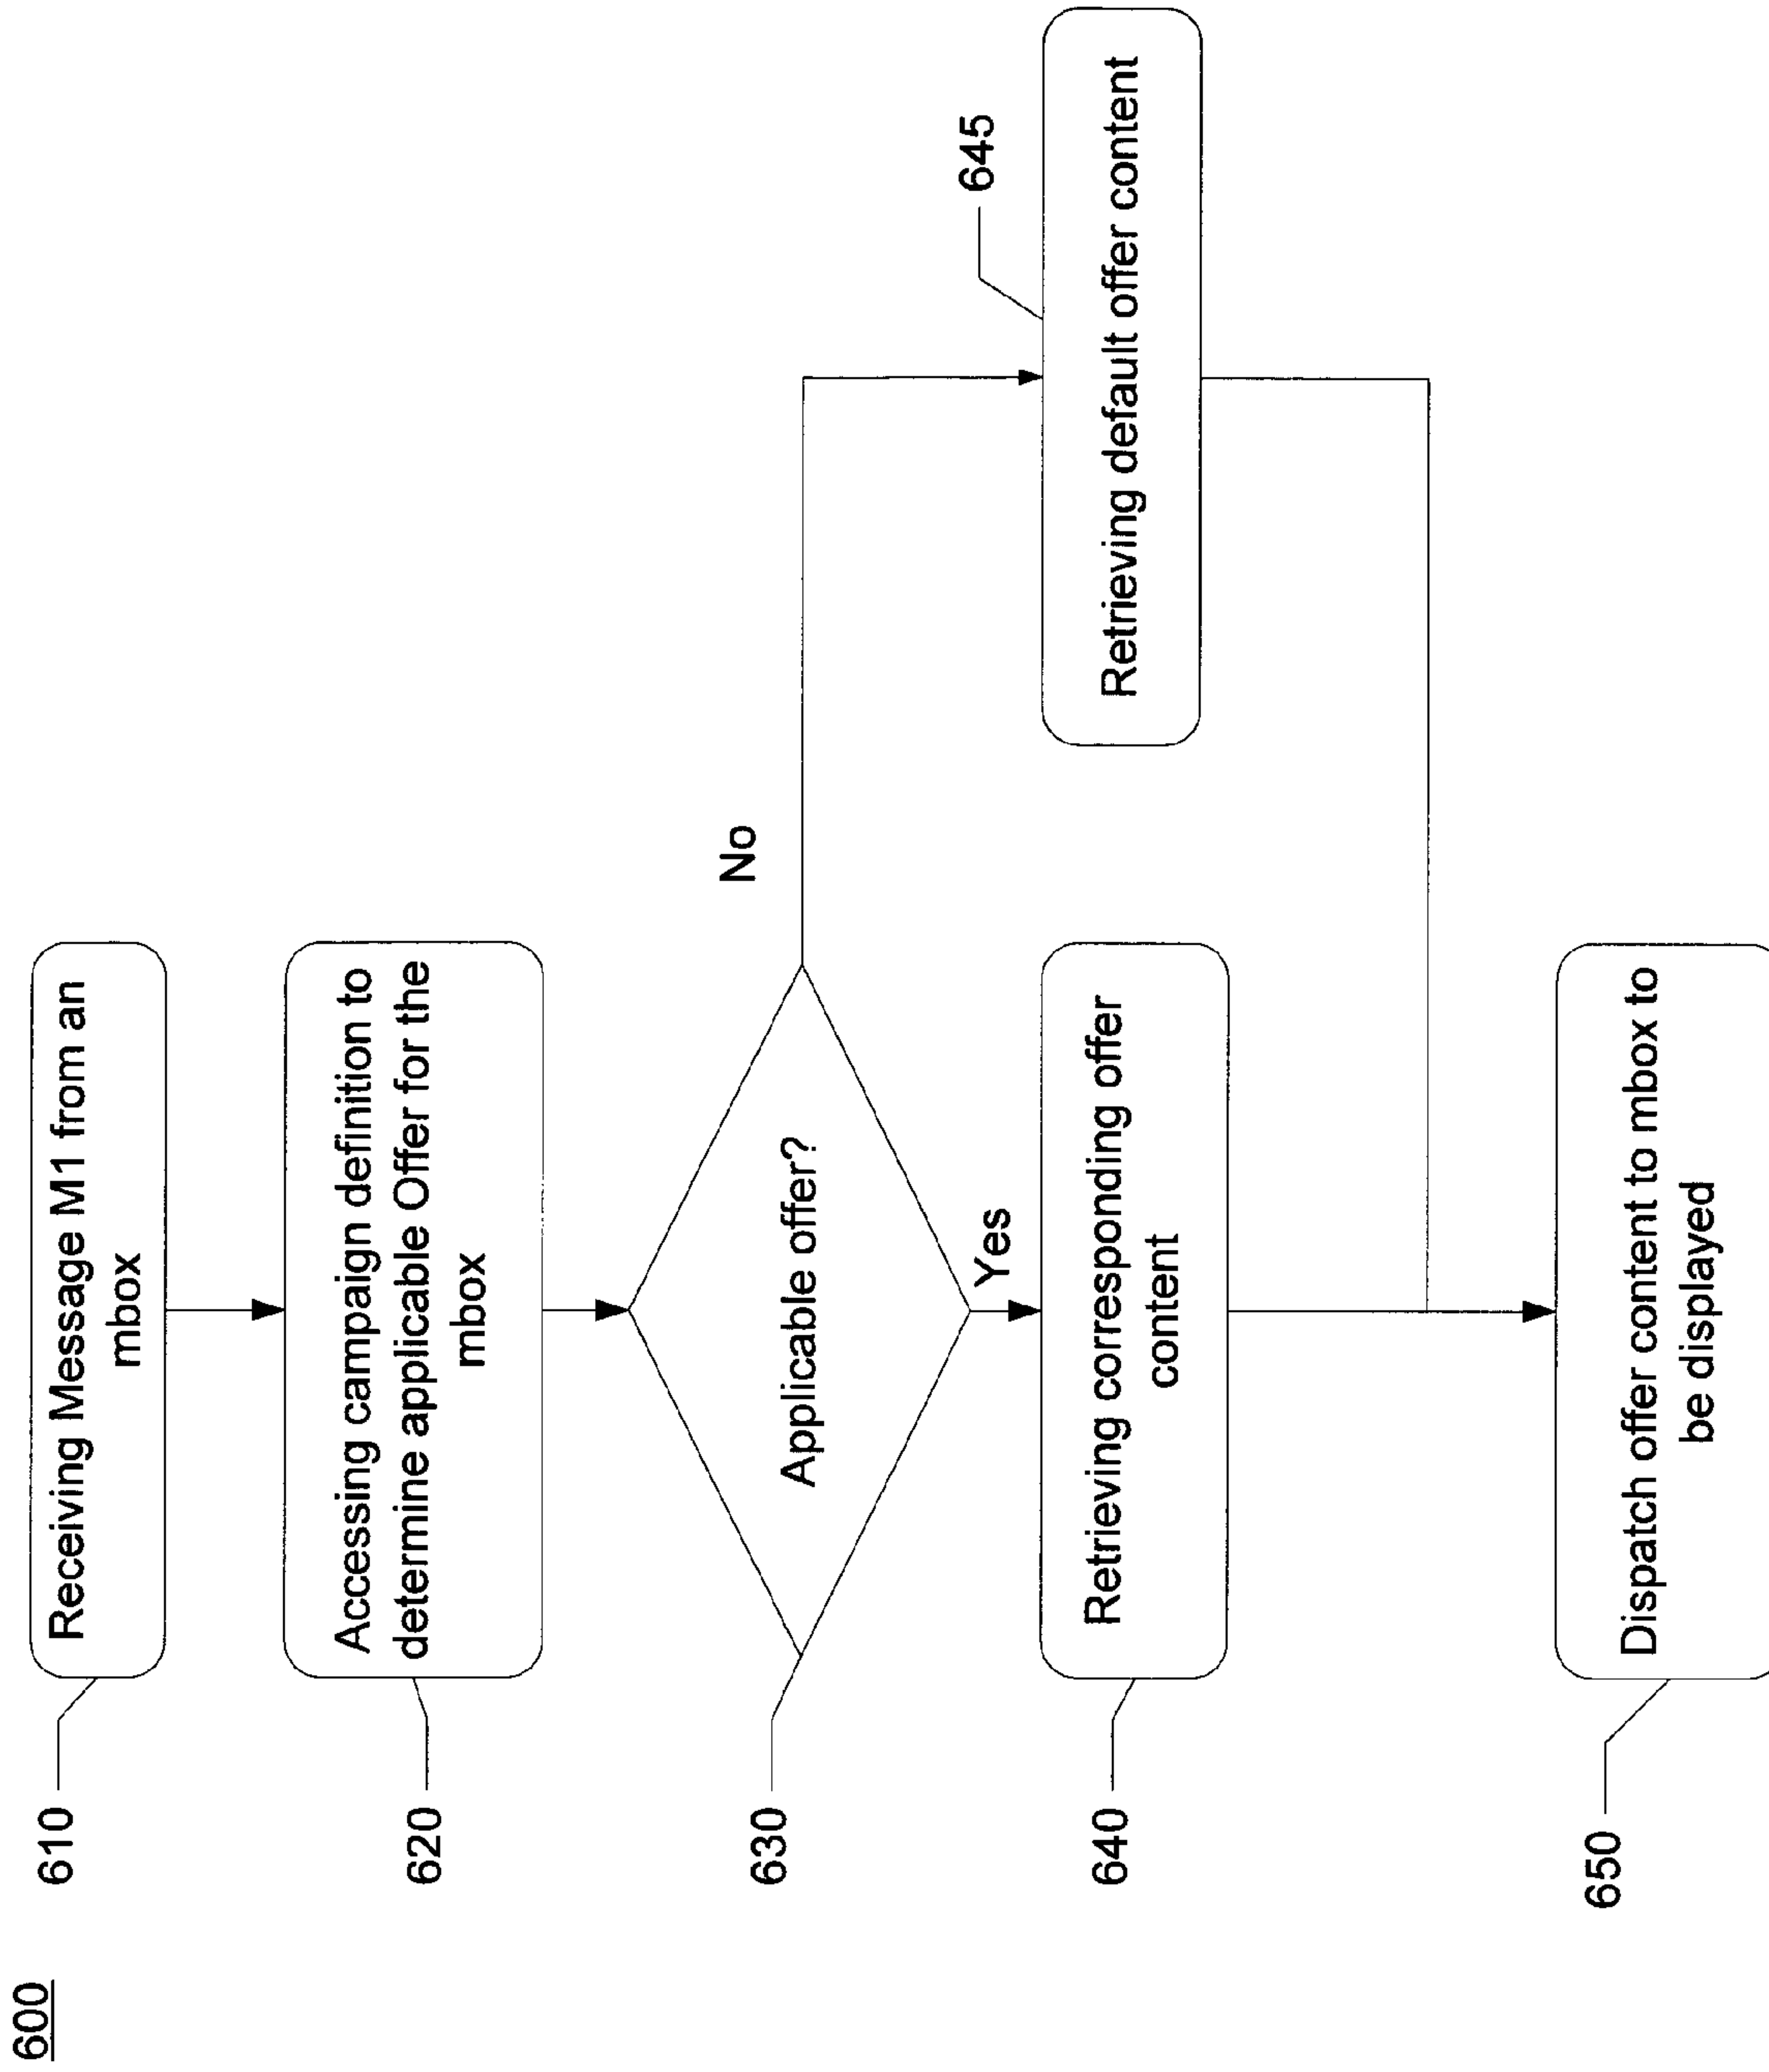 600
610
Receiving Message M1 from an
mbox
620
Accessing campaign definition to
determine applicable Offer for the
mbox
630
Applicable offer?
No
Yes
640
Retrieving corresponding offer
content
645
Retrieving default offer content
650
Dispatch offer content to mbox to
be displayed